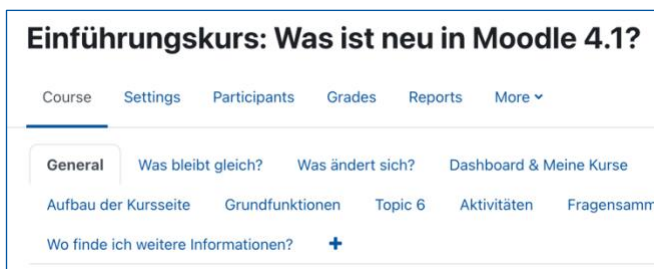 Einführungskurs: Was ist neu in Moodle 4.1?
Course Settings Participants Grades Reports More
General Was bleibt gleich? Was ändert sich? Dashboard & Meine Kurse
Aufbau der Kursseite Grundfunktionen Topic 6 Aktivitäten Fragensamm
Wo finde ich weitere Informationen? +